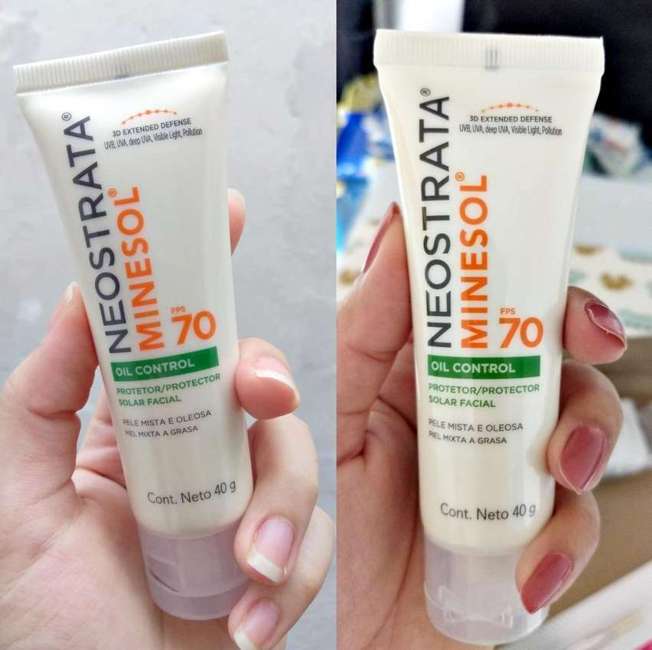 3D EXTENDED DEFENSE
UVB, UVA, deep UVA, Visible Light, Pollution
NEOSTRATA®
MINESOL®
FPS
70
OIL CONTROL
PROTETOR/PROTECTOR
SOLAR FACIAL
PELE MISTA E OLEOSA
PIEL MIXTA A GRASA
Cont. Neto 40 g
3D EXTENDED DEFENSE
UVB, UVA, deep UVA, Visible Light, Pollution
NEOSTRATA®
MINESOL®
FPS
70
OIL CONTROL
PROTETOR/PROTECTOR
SOLAR FACIAL
PELE MISTA E OLEOSA
PIEL MIXTA A GRASA
Cont. Neto 40 g